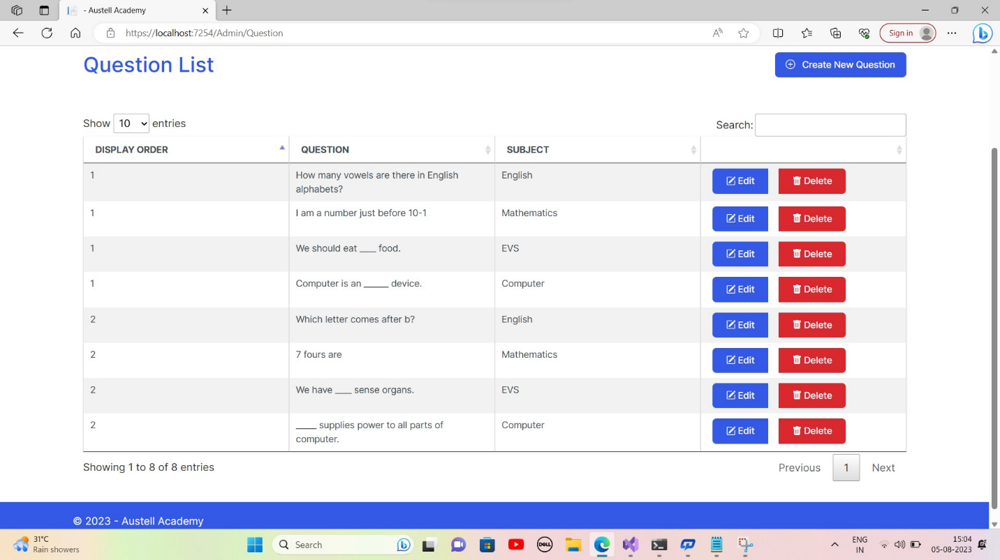 - Austell Academy
https://localhost:7254/Admin/Question
Sign in
Question List
Create New Question
Show 10 entries
Search:
DISPLAY ORDER QUESTION SUBJECT
1 How many vowels are there in English alphabets? English Edit Delete
1 I am a number just before 10-1 Mathematics Edit Delete
1 We should eat ____ food. EVS Edit Delete
1 Computer is an ______ device. Computer Edit Delete
2 Which letter comes after b? English Edit Delete
2 7 fours are Mathematics Edit Delete
2 We have ____ sense organs. EVS Edit Delete
2 _____ supplies power to all parts of computer. Computer Edit Delete
Showing 1 to 8 of 8 entries
Previous 1 Next
© 2023 - Austell Academy
31°C
Rain showers
Search
DELL
ENG
IN
15:04
05-08-2023